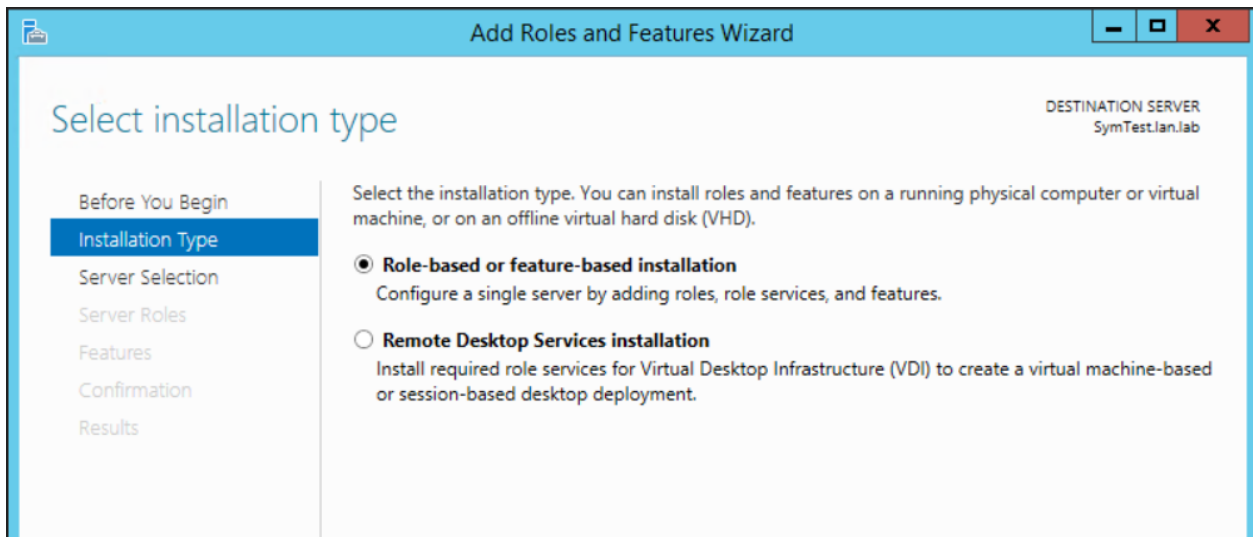 Add Roles and Features Wizard
Select installation type
DESTINATION SERVER
SymTest.lan.lab
Before You Begin
Installation Type
Server Selection
Server Roles
Features
Confirmation
Results
Select the installation type. You can install roles and features on a running physical computer or virtual
machine, or on an offline virtual hard disk (VHD).
Role-based or feature-based installation
Configure a single server by adding roles, role services, and features.
Remote Desktop Services installation
Install required role services for Virtual Desktop Infrastructure (VDI) to create a virtual machine-based
or session-based desktop deployment.